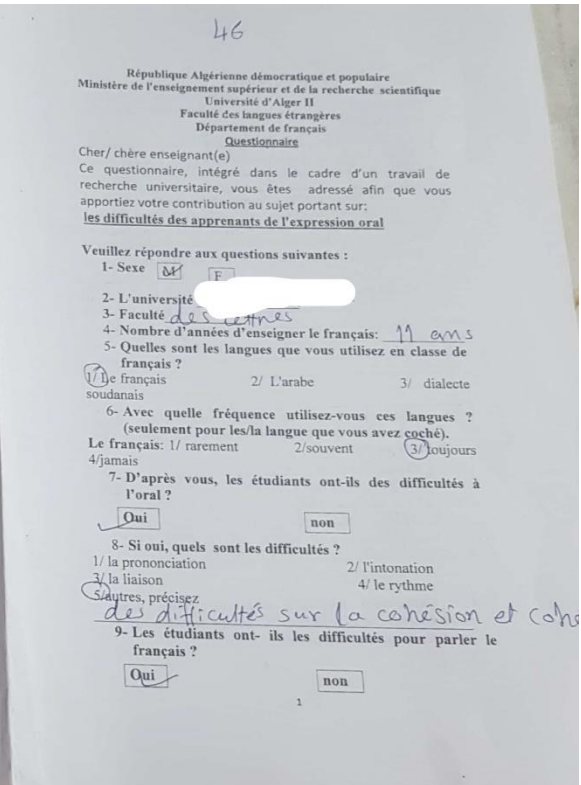 46
République Algérienne démocratique et populaire
Ministère de l'enseignement supérieur et de la recherche scientifique
Université d'Alger II
Faculté des langues étrangères
Département de français
Questionnaire
Cher/ chère enseignant(e)
Ce questionnaire, intégré dans le cadre d'un travail de
recherche universitaire, vous êtes adressé afin que vous
apportiez votre contribution au sujet portant sur:
les difficultés des apprenants de l'expression oral
Veuillez répondre aux questions suivantes :
1- Sexe M F
2- L'université
3- Faculté des lettres
4- Nombre d'années d'enseigner le français: 11 ans
5- Quelles sont les langues que vous utilisez en classe de
français ?
1/ Le français 2/ L'arabe 3/ dialecte
soudanais
6- Avec quelle fréquence utilisez-vous ces langues ?
(seulement pour les/la langue que vous avez coché).
Le français: 1/ rarement 2/souvent 3/ toujours
4/jamais
7- D'après vous, les étudiants ont-ils des difficultés à
l'oral ?
Oui non
8- Si oui, quels sont les difficultés ?
1/ la prononciation 2/ l'intonation
3/ la liaison 4/ le rythme
5/autres, précisez
des difficultés sur la cohésion et cohe
9- Les étudiants ont- ils les difficultés pour parler le
français ?
Oui non
1